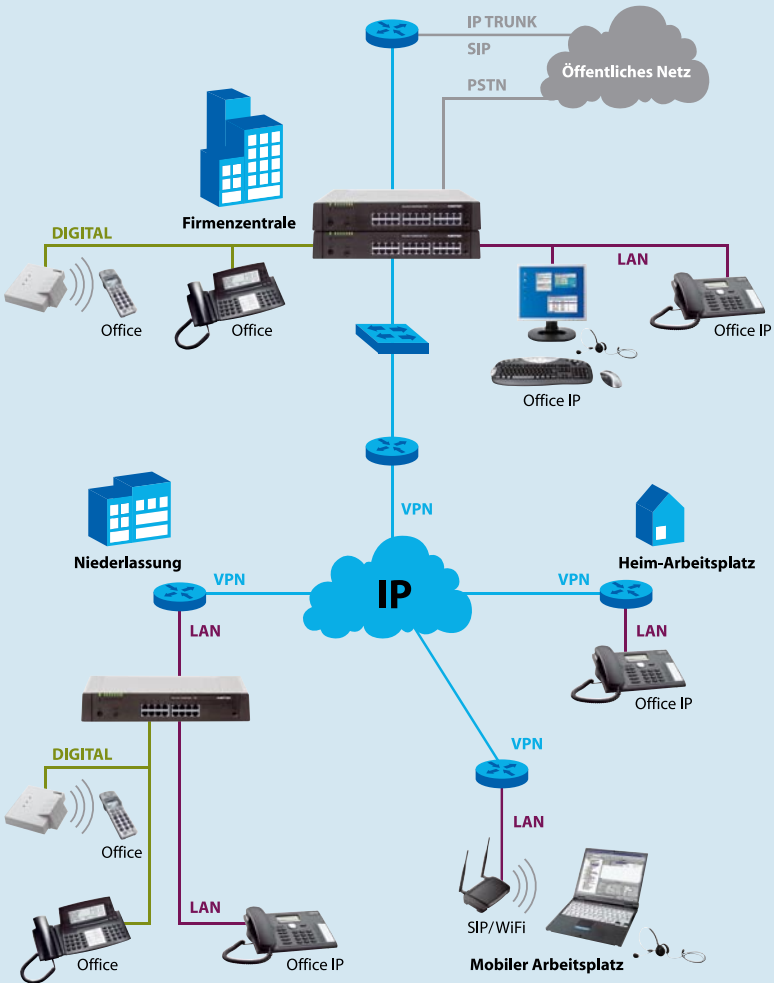 IP TRUNK
SIP
Öffentliches Netz
PSTN
Firmenzentrale
DIGITAL
LAN
Office
Office
Office IP
Office IP
VPN
Niederlassung
Heim-Arbeitsplatz
VPN
IP
VPN
LAN
LAN
Office IP
VPN
DIGITAL
LAN
Office
LAN
SIP/WiFi
Office
Office IP
Mobiler Arbeitsplatz